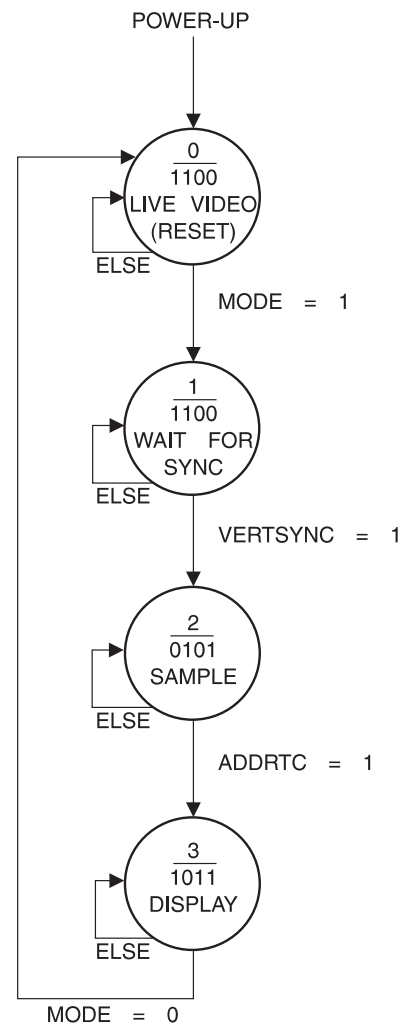 POWER-UP
0
1100
LIVE VIDEO
(RESET)
ELSE
MODE = 1
1
1100
WAIT FOR
SYNC
ELSE
VERTSYNC = 1
2
0101
SAMPLE
ELSE
ADDRTC = 1
3
1011
DISPLAY
ELSE
MODE = 0